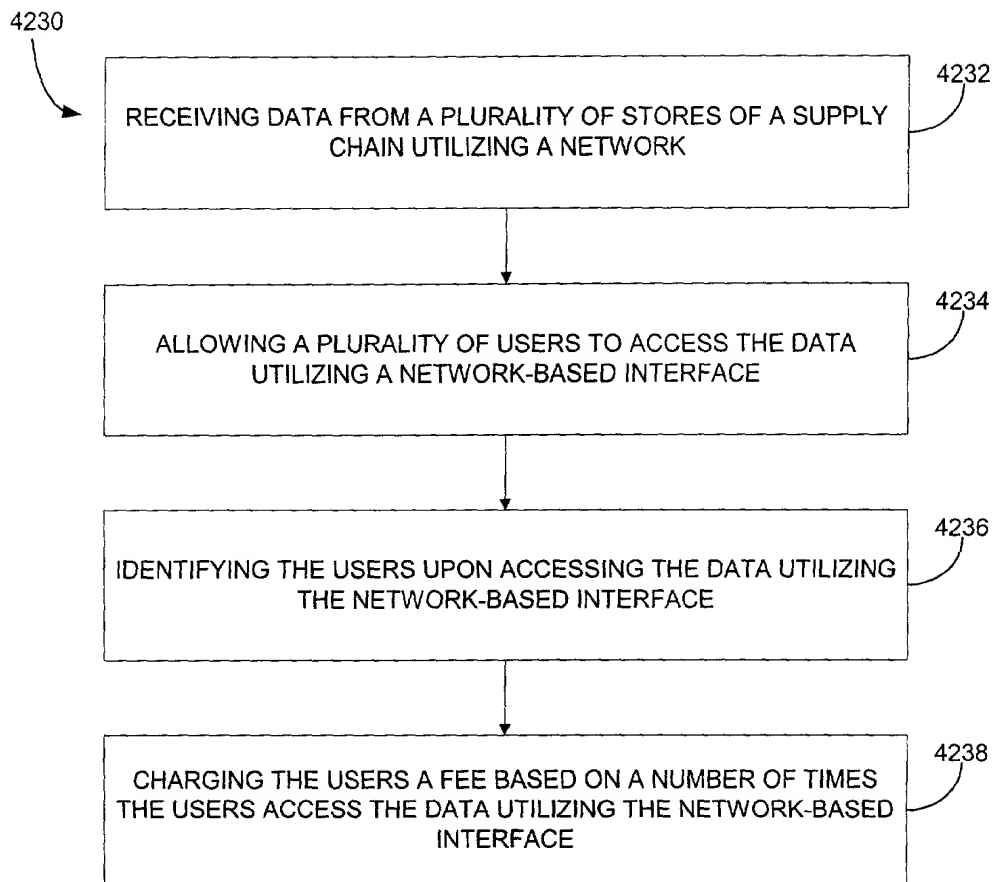 4230
4232
RECEIVING DATA FROM A PLURALITY OF STORES OF A SUPPLY
CHAIN UTILIZING A NETWORK
4234
ALLOWING A PLURALITY OF USERS TO ACCESS THE DATA
UTILIZING A NETWORK-BASED INTERFACE
4236
IDENTIFYING THE USERS UPON ACCESSING THE DATA UTILIZING
THE NETWORK-BASED INTERFACE
4238
CHARGING THE USERS A FEE BASED ON A NUMBER OF TIMES
THE USERS ACCESS THE DATA UTILIZING THE NETWORK-BASED
INTERFACE